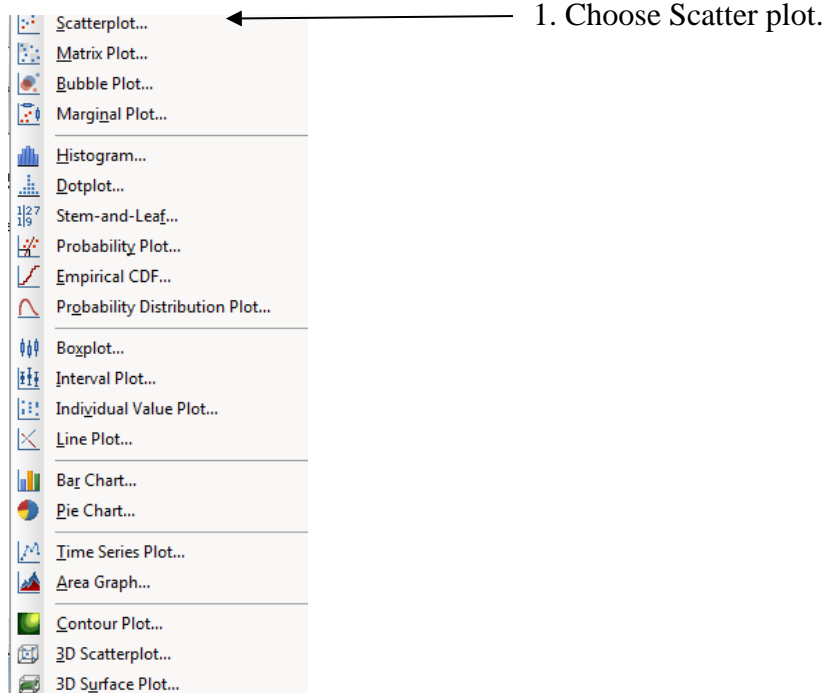 Scatterplot...
1. Choose Scatter plot.
Matrix Plot...
Bubble Plot...
Marginal Plot...
Histogram...
Dotplot...
Stem-and-Leaf...
Probability Plot...
Empirical CDF...
Probability Distribution Plot...
Boxplot...
Interval Plot...
Individual Value Plot...
Line Plot...
Bar Chart...
Pie Chart...
Time Series Plot...
Area Graph...
Contour Plot...
3D Scatterplot...
3D Surface Plot...